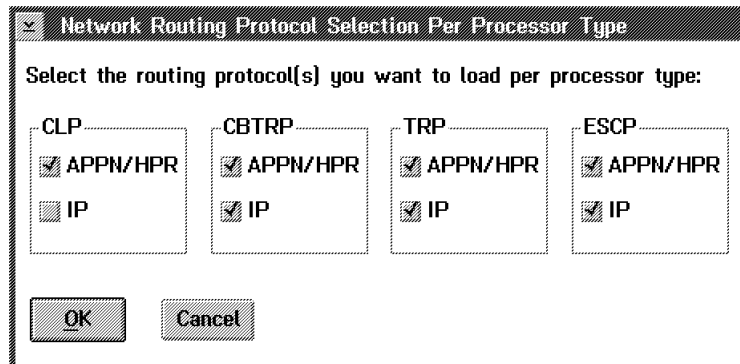 Network Routing Protocol Selection Per Processor Type
Select the routing protocol(s) you want to load per processor type:
CLP CBTRP TRP ESCP
APPN/HPR APPN/HPR APPN/HPR APPN/HPR
IP IP IP IP
OK Cancel